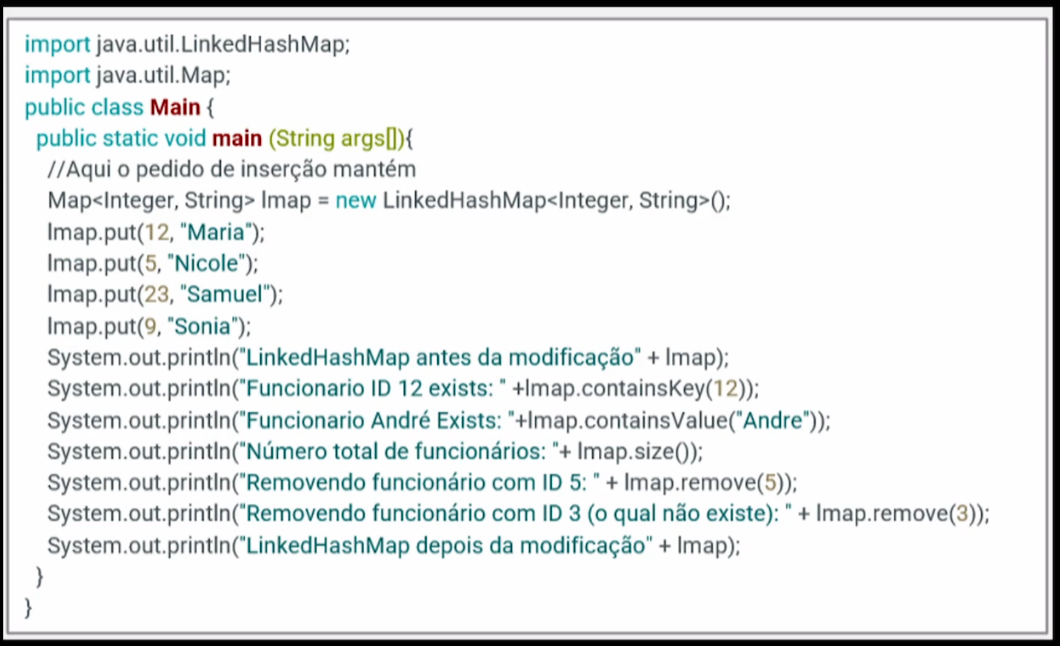 import java.util.LinkedHashMap;
import java.util.Map;
public class Main {
public static void main (String args[]){
//Aqui o pedido de inserção mantém
Map<Integer, String> lmap = new LinkedHashMap<Integer, String>();
lmap.put(12, "Maria");
lmap.put(5, "Nicole");
lmap.put(23, "Samuel");
lmap.put(9, "Sonia");
System.out.println("LinkedHashMap antes da modificação" + lmap);
System.out.println("Funcionario ID 12 exists: " +lmap.containsKey(12));
System.out.println("Funcionario André Exists: "+lmap.containsValue("Andre"));
System.out.println("Número total de funcionários: "+ lmap.size());
System.out.println("Removendo funcionário com ID 5: " + lmap.remove(5));
System.out.println("Removendo funcionário com ID 3 (o qual não existe): " + lmap.remove(3));
System.out.println("LinkedHashMap depois da modificação" + lmap);
}
}